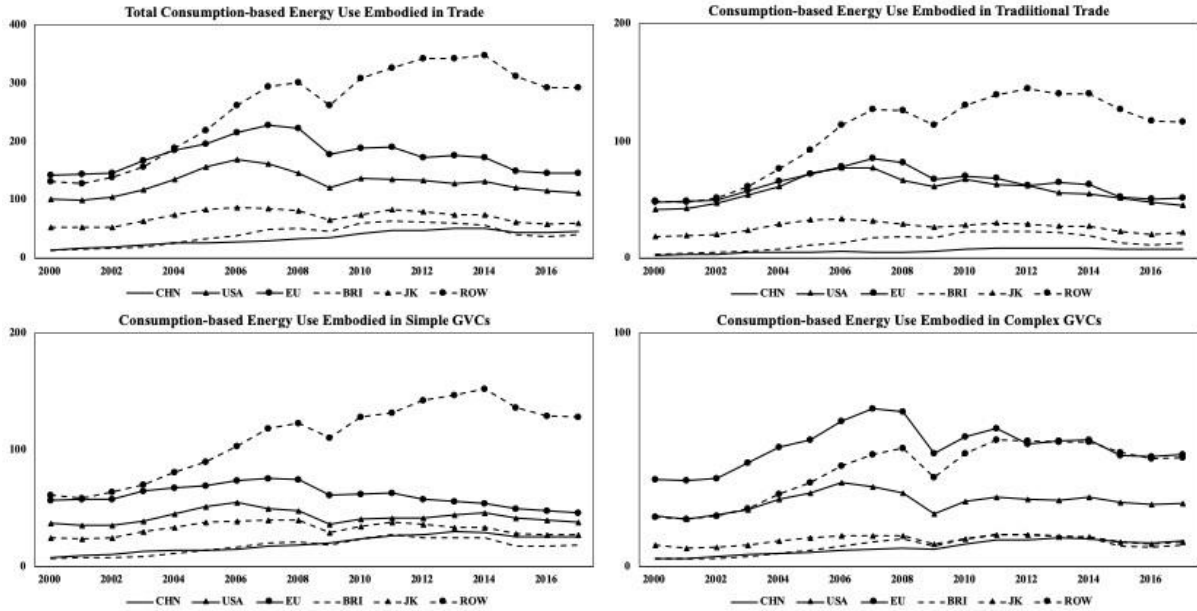 Total Consumption-based Energy Use Embodied in Trade
400
300
200
100
0
2000 2002 2004 2006 2008 2010 2012 2014 2016
CHN USA EU BRI JK ROW
Consumption-based Energy Use Embodied in Tradiitional Trade
200
100
0
2000 2002 2004 2006 2008 2010 2012 2014 2016
CHN USA EU BRI JK ROW
Consumption-based Energy Use Embodied in Simple GVCs
200
100
0
2000 2002 2004 2006 2008 2010 2012 2014 2016
CHN USA EU BRI JK ROW
Consumption-based Energy Use Embodied in Complex GVCs
100
0
2000 2002 2004 2006 2008 2010 2012 2014 2016
CHN USA EU BRI JK ROW